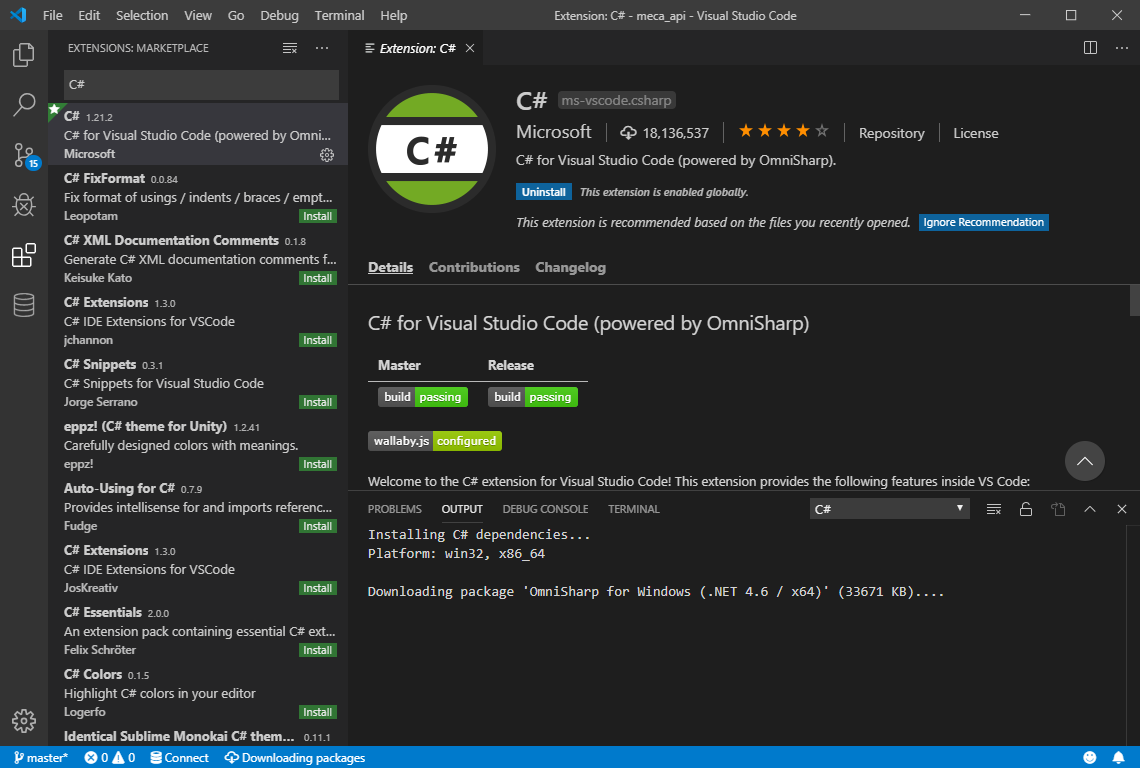 File Edit Selection View Go Debug Terminal Help
Extension: C# - meca_api - Visual Studio Code
EXTENSIONS: MARKETPLACE
C#
C# 1.21.2
C# for Visual Studio Code (powered by Omni...
Microsoft
C# FixFormat 0.0.84
Fix format of usings / indents / braces / empt...
Leopotam Install
C# XML Documentation Comments 0.1.8
Generate C# XML documentation comments f...
Keisuke Kato Install
C# Extensions 1.3.0
C# IDE Extensions for VSCode
jchannon Install
C# Snippets 0.3.1
C# Snippets for Visual Studio Code
Jorge Serrano Install
eppz! (C# theme for Unity) 1.2.41
Carefully designed colors with meanings.
eppz! Install
Auto-Using for C# 0.7.9
Provides intellisense for and imports referenc...
Fudge Install
C# Extensions 1.3.0
C# IDE Extensions for VSCode
JosKreativ Install
C# Essentials 2.0.0
An extension pack containing essential C# ext...
Felix Schröter Install
C# Colors 0.1.5
Highlight C# colors in your editor
Logerfo Install
Identical Sublime Monokai C# them... 0.11.1
15
Extension: C#
C#
C# ms-vscode.csharp
Microsoft 18,136,537 Repository License
C# for Visual Studio Code (powered by OmniSharp).
Uninstall This extension is enabled globally.
This extension is recommended based on the files you recently opened. Ignore Recommendation
Details Contributions Changelog
C# for Visual Studio Code (powered by OmniSharp)
Master Release
build passing build passing
wallaby.js configured
Welcome to the C# extension for Visual Studio Code! This extension provides the following features inside VS Code:
PROBLEMS OUTPUT DEBUG CONSOLE TERMINAL C#
Installing C# dependencies...
Platform: win32, x86_64
Downloading package 'OmniSharp for Windows (.NET 4.6 / x64)' (33671 KB)....
master* 0 0 Connect Downloading packages